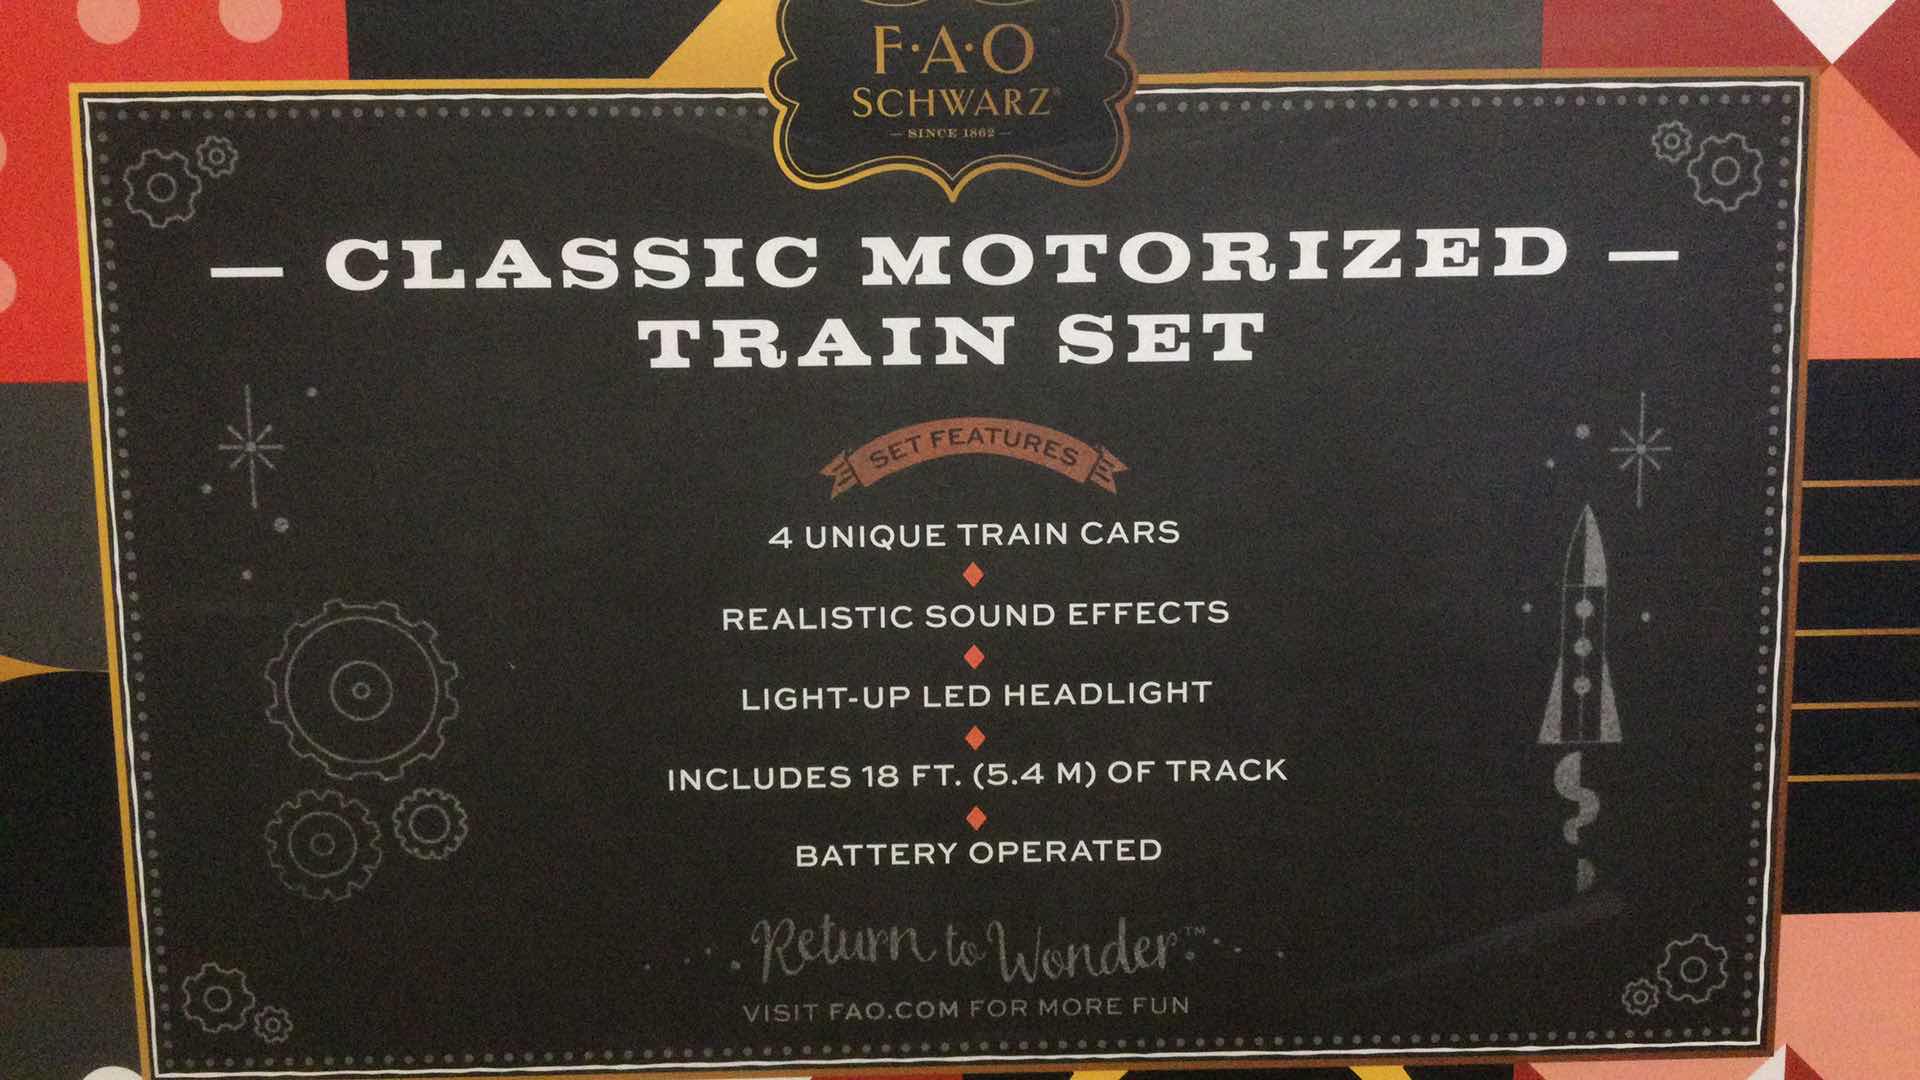 F·A·O
SCHWARZ®
— SINCE 1862 —
— CLASSIC MOTORIZED —
TRAIN SET
SET FEATURES
4 UNIQUE TRAIN CARS
REALISTIC SOUND EFFECTS
LIGHT-UP LED HEADLIGHT
INCLUDES 18 FT. (5.4 M) OF TRACK
BATTERY OPERATED
Return to Wonder™
VISIT FAO.COM FOR MORE FUN